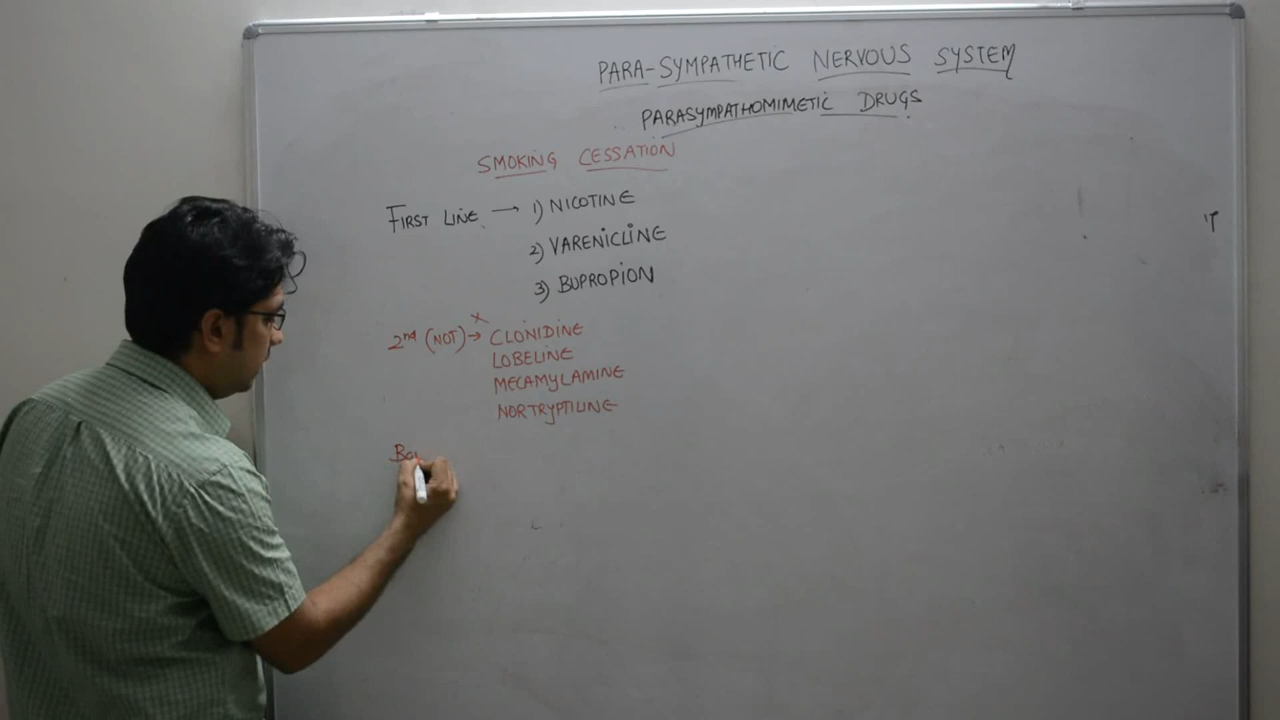 PARA-SYMPATHETIC NERVOUS SYSTEM
PARASYMPATHOMIMETIC DRUGS
SMOKING CESSATION
FIRST LINE → 1) NICOTINE
2) VARENICLINE
3) BUPROPION
2nd (NOT) → x CLONIDINE
LOBELINE
MECAMYLAMINE
NORTRYPTILINE